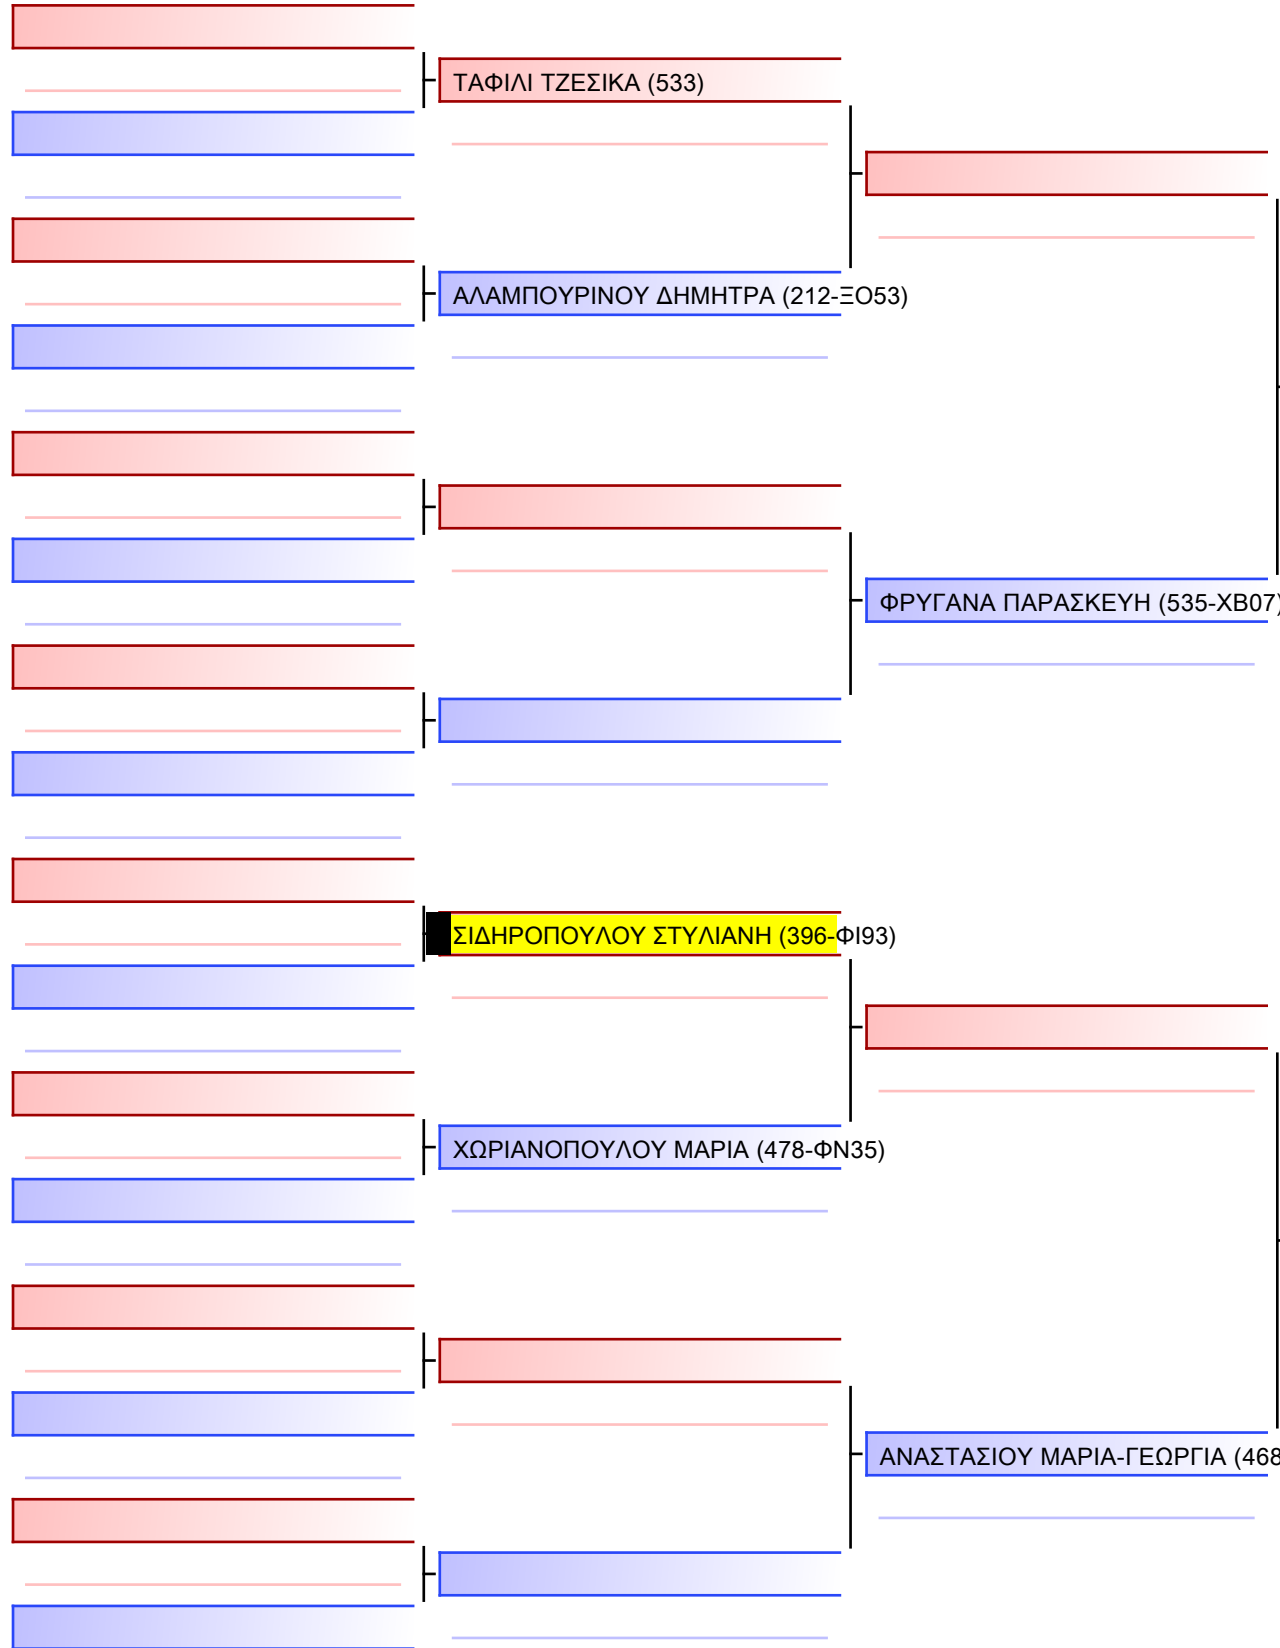 ΤΑΦΙΛΙ ΤΖΕΣΙΚΑ (533)
ΑΛΑΜΠΟΥΡΙΝΟΥ ΔΗΜΗΤΡΑ (212-ΞΟ53)
ΦΡΥΓΑΝΑ ΠΑΡΑΣΚΕΥΗ (535-ΧΒ07)
ΣΙΔΗΡΟΠΟΥΛΟΥ ΣΤΥΛΙΑΝΗ (396-ΦΙ93)
ΧΩΡΙΑΝΟΠΟΥΛΟΥ ΜΑΡΙΑ (478-ΦΝ35)
ΑΝΑΣΤΑΣΙΟΥ ΜΑΡΙΑ-ΓΕΩΡΓΙΑ (468